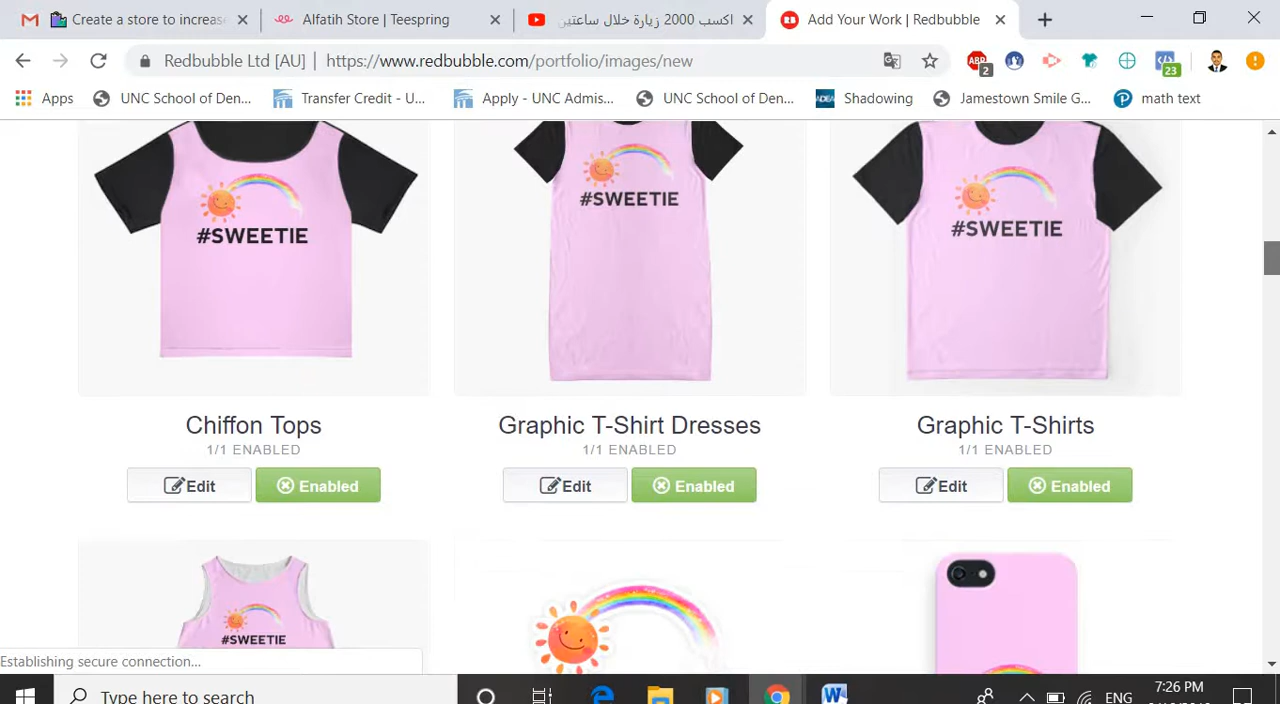 Create a store to increas
Alfatih Store | Teespring
اكسب 2000 زيارة خلال ساعتين
Add Your Work | Redbubble
Redbubble Ltd [AU] | https://www.redbubble.com/portfolio/images/new
ABP
2
23
Apps
UNC School of Den...
Transfer Credit - U...
Apply - UNC Admis...
UNC School of Den...
ADEA
Shadowing
Jamestown Smile G...
math text
#SWEETIE
#SWEETIE
#SWEETIE
Chiffon Tops
Graphic T-Shirt Dresses
Graphic T-Shirts
1/1 ENABLED
1/1 ENABLED
1/1 ENABLED
Edit
Enabled
Edit
Enabled
Edit
Enabled
#SWEETIE
Establishing secure connection...
Type here to search
ENG
7:26 PM